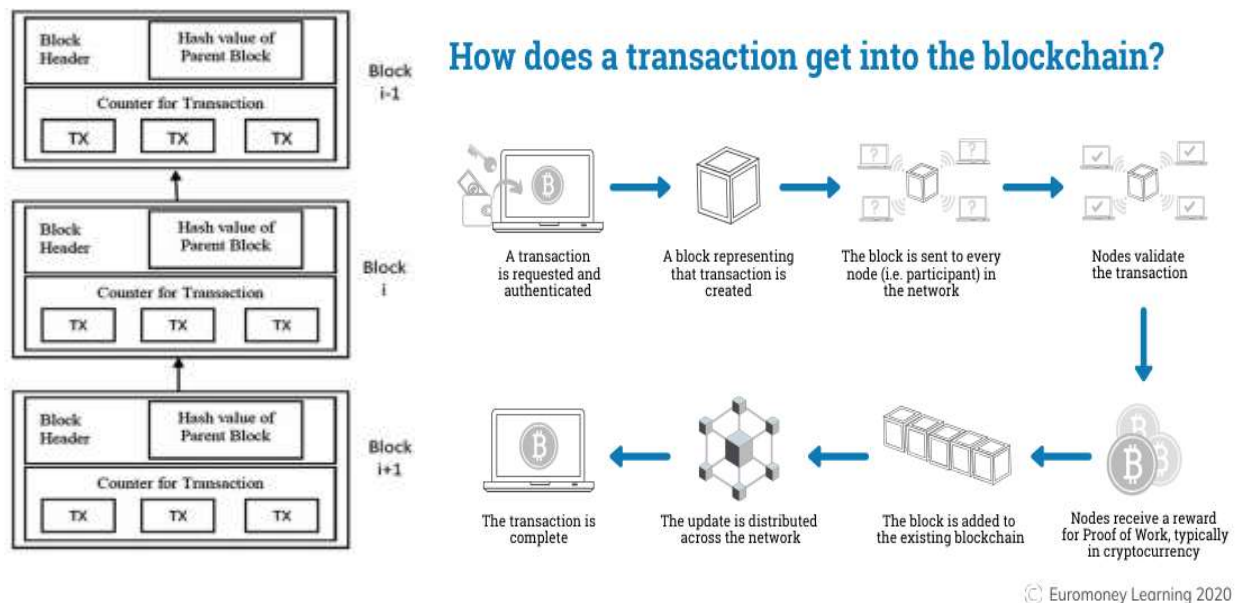 Block
Header
Hash value of
Parent Block
Counter for Transaction
TX TX TX
Block
i-1
Block
Header
Hash value of
Parent Block
Counter for Transaction
TX TX TX
Block
i
Block
Header
Hash value of
Parent Block
Counter for Transaction
TX TX TX
Block
i+1
How does a transaction get into the blockchain?
A transaction
is requested and
authenticated
A block representing
that transaction is
created
The block is sent to every
node (i.e. participant) in
the network
Nodes validate
the transaction
Nodes receive a reward
for Proof of Work, typically
in cryptocurrency
The block is added to
the existing blockchain
The update is distributed
across the network
The transaction is
complete
© Euromoney Learning 2020